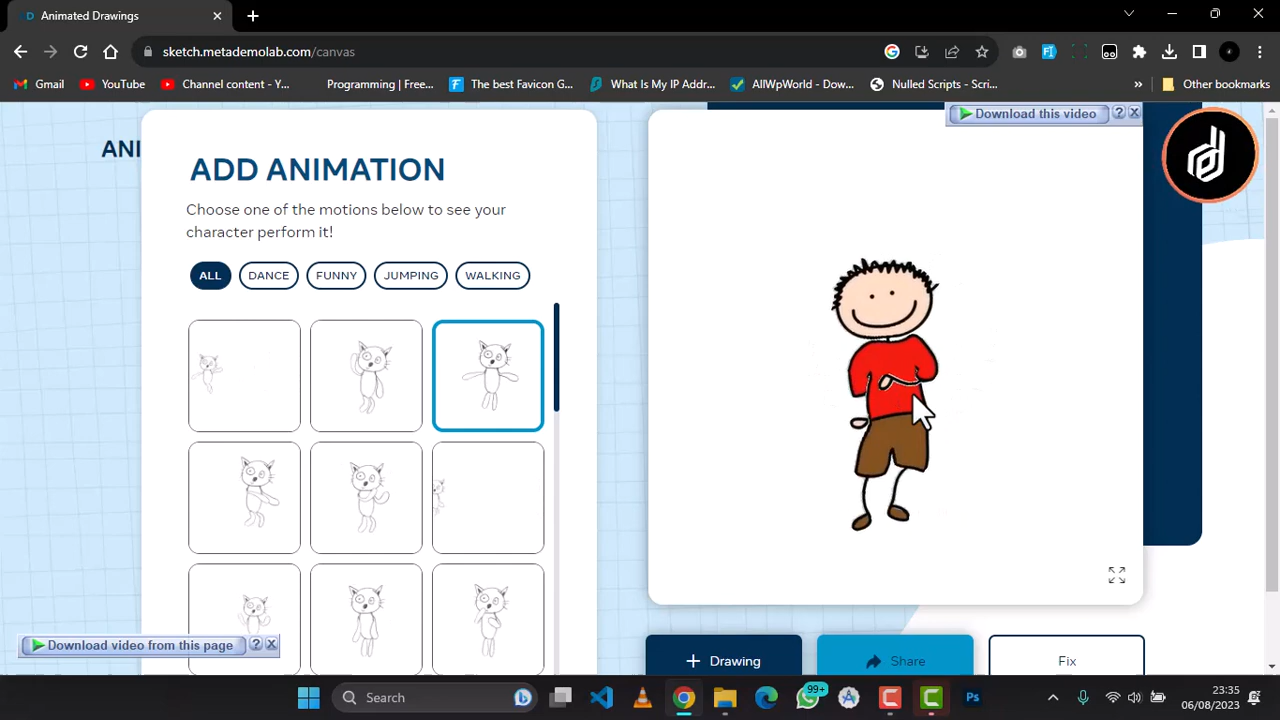 Animated Drawings
sketch.metademolab.com/canvas
Gmail
YouTube
Channel content - Y...
Programming | Free...
The best Favicon G...
What Is My IP Addr...
AllWpWorld - Dow...
Nulled Scripts - Scri...
»
Other bookmarks
ANI
Download this video
?
ADD ANIMATION
Choose one of the motions below to see your
character perform it!
ALL
DANCE
FUNNY
JUMPING
WALKING
Download video from this page
?
+ Drawing
Share
Fix
Search
99+
Ps
23:35
06/08/2023